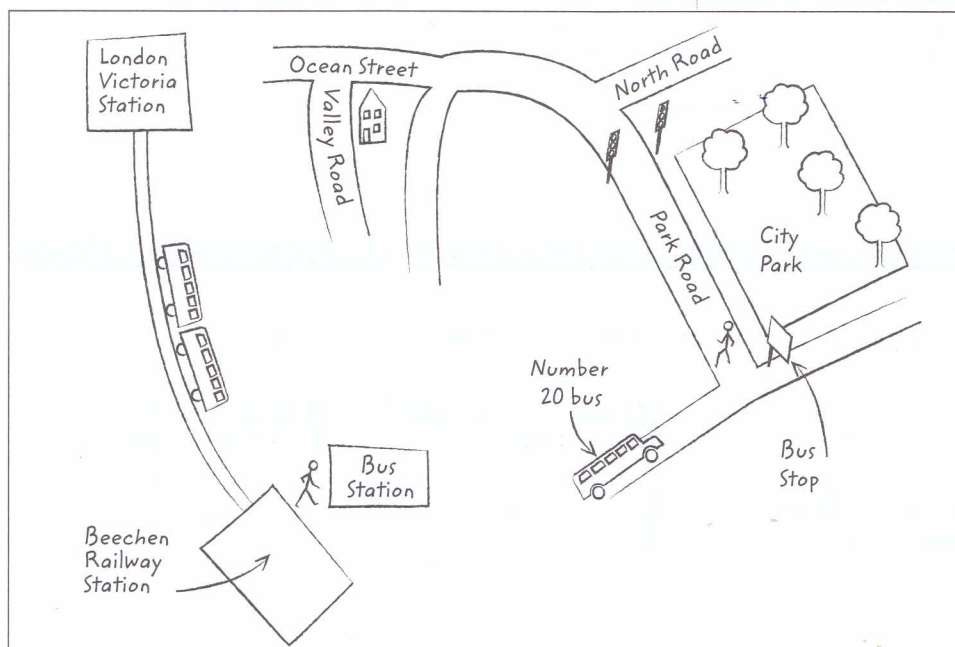 London
Victoria
Station
Ocean Street
North Road
Valley Road
Park Road
City
Park
Number
20 bus
Bus
Station
Bus
Stop
Beechen
Railway
Station